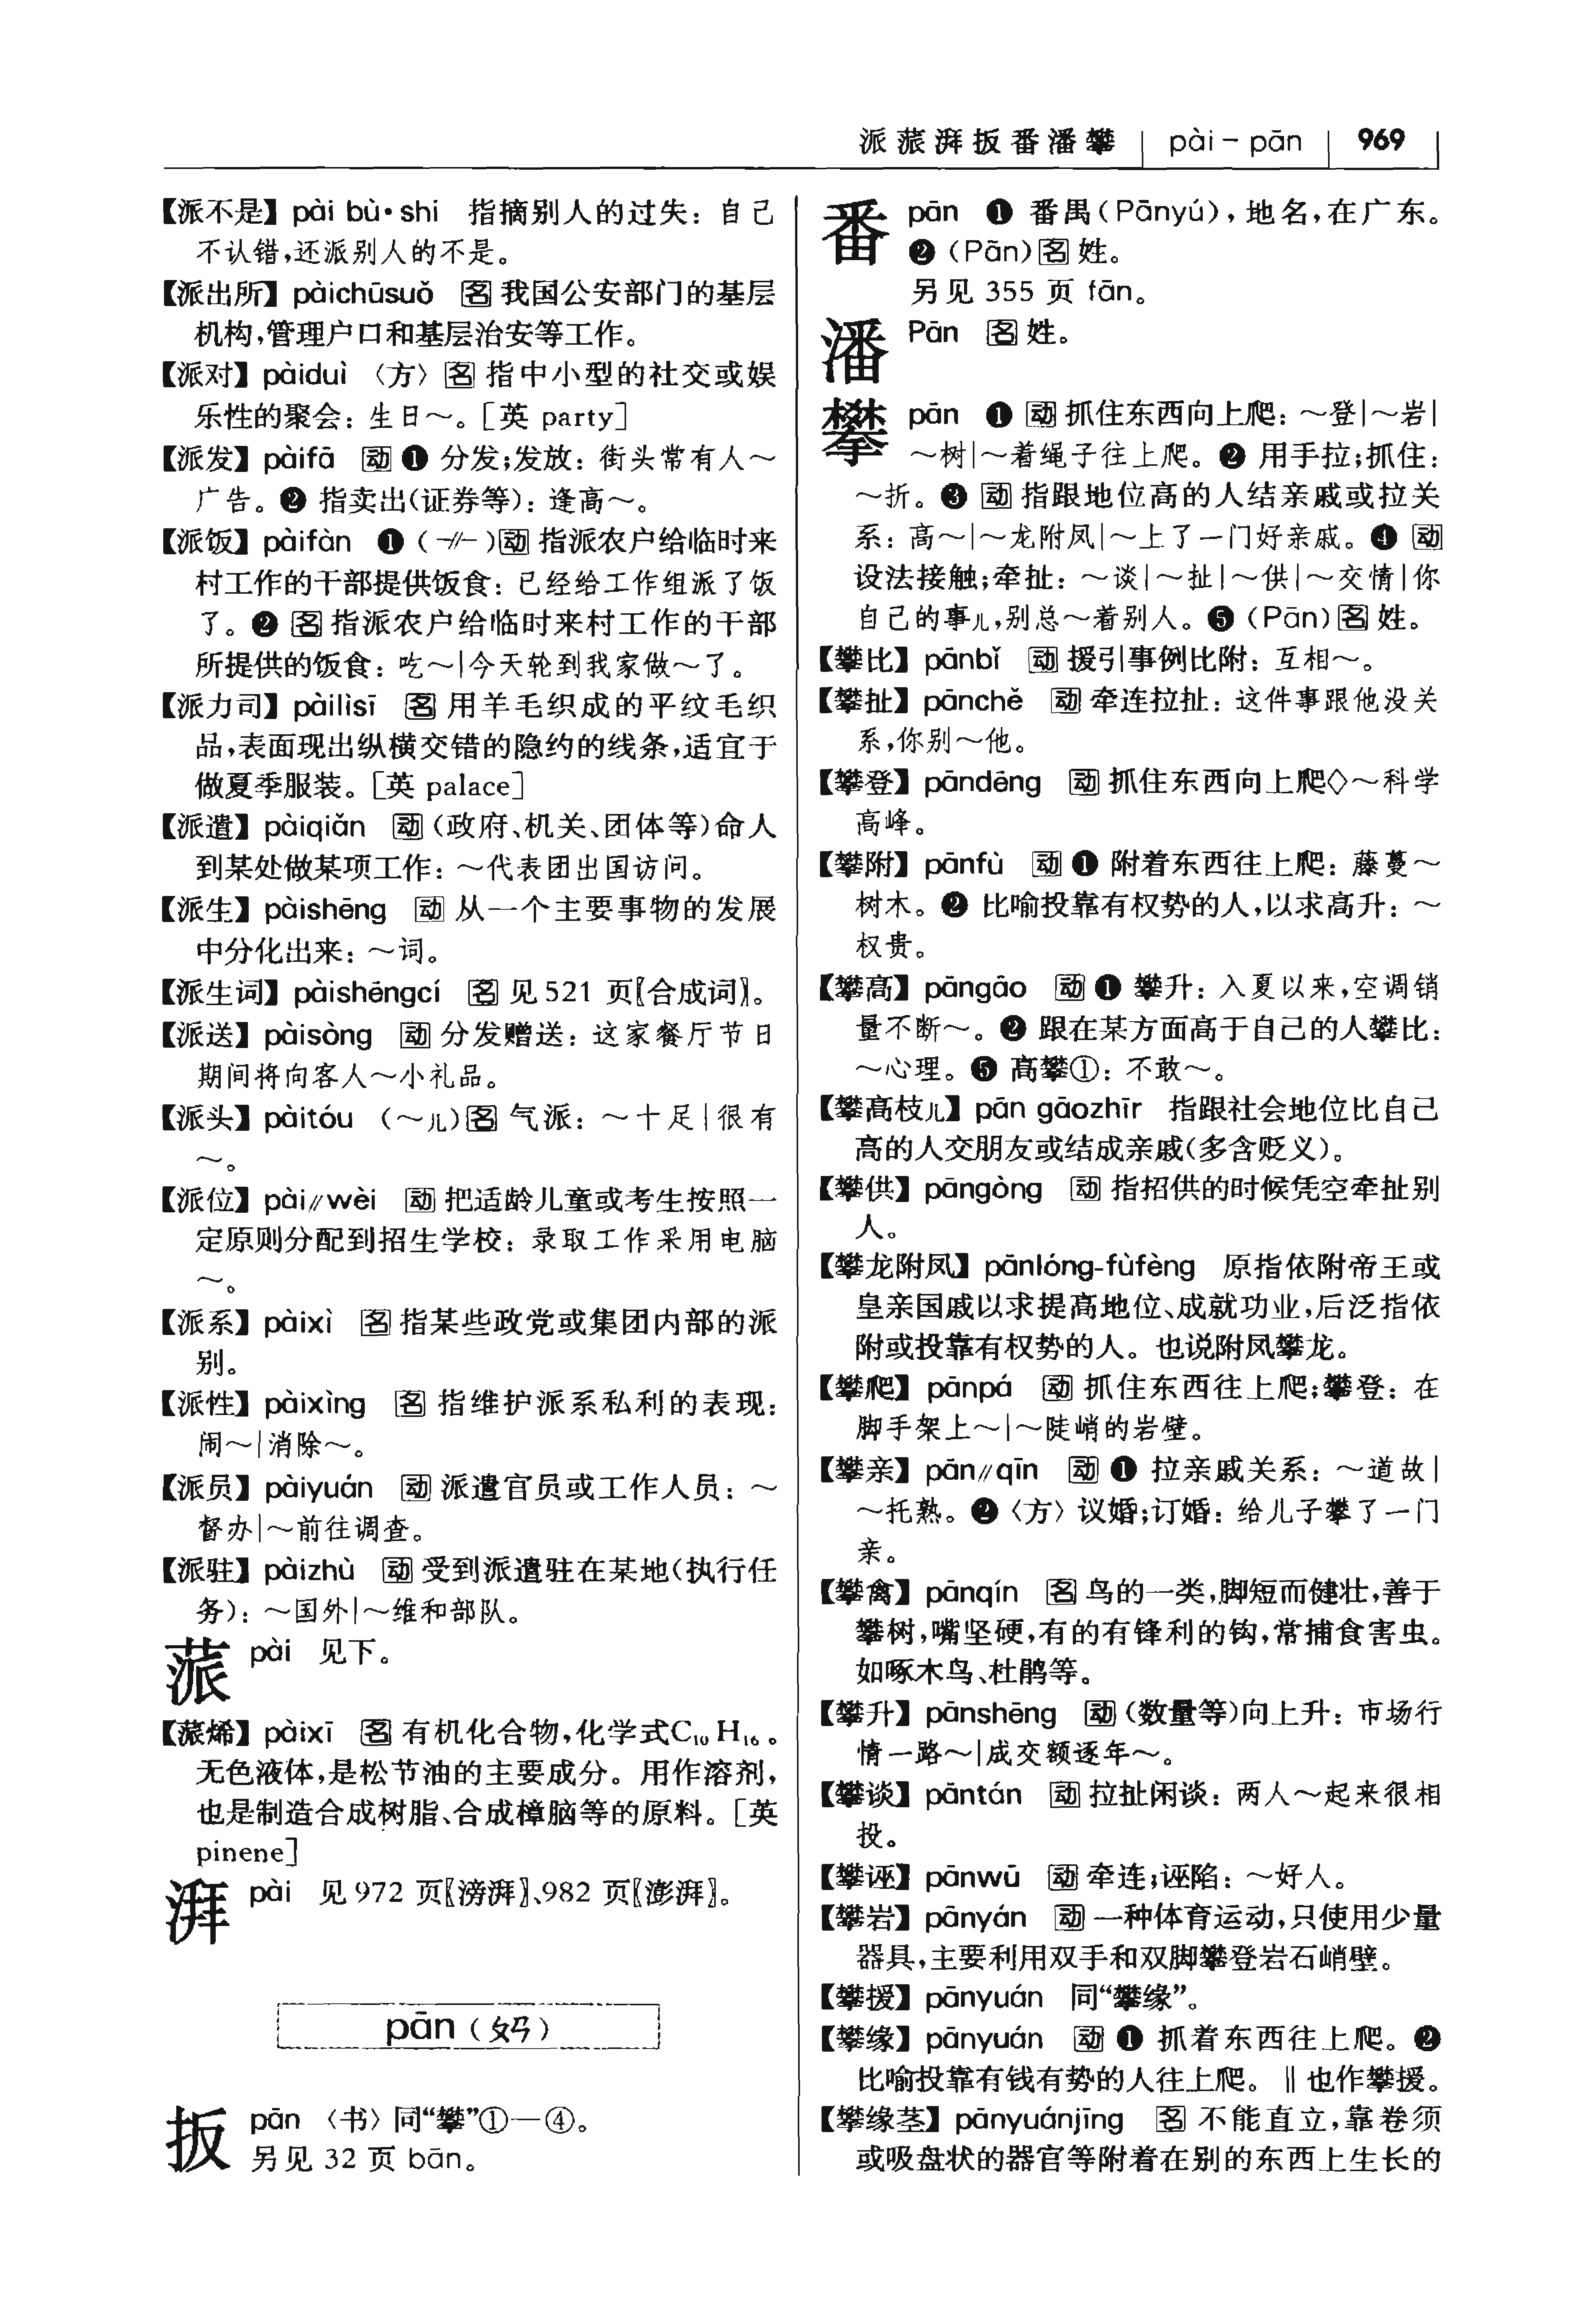 派蒎湃扳番潘攀 pài – pān 969
【派不是】 pài bù·shi 指摘别人的过失：自己
不认错，还派别人的不是。
【派出所】 pàichūsuǒ 名 我国公安部门的基层
机构，管理户口和基层治安等工作。
【派对】 pàiduì 〈方〉名 指中小型的社交或娱
乐性的聚会：生日～。［英 party］
【派发】 pàifā 动 ❶ 分发；发放：街头常有人～
广告。❷ 指卖出（证券等）：逢高～。
【派饭】 pàifàn ❶（-//-）动 指派农户给临时来
村工作的干部提供饭食：已经给工作组派了饭
了。❷ 名 指派农户给临时来村工作的干部
所提供的饭食：吃～|今天轮到我家做～了。
【派力司】 pàilìsī 名 用羊毛织成的平纹毛织
品，表面现出纵横交错的隐约的线条，适宜于
做夏季服装。［英 palace］
【派遣】 pàiqiǎn 动（政府、机关、团体等）命人
到某处做某项工作：～代表团出国访问。
【派生】 pàishēng 动 从一个主要事物的发展
中分化出来：～词。
【派生词】 pàishēngcí 名 见 521 页〖合成词〗。
【派送】 pàisòng 动 分发赠送：这家餐厅节日
期间将向客人～小礼品。
【派头】 pàitóu （～儿）名 气派：～十足|很有
～。
【派位】 pài//wèi 动 把适龄儿童或考生按照一
定原则分配到招生学校：录取工作采用电脑
～。
【派系】 pàixì 名 指某些政党或集团内部的派
别。
【派性】 pàixìng 名 指维护派系私利的表现：
闹～|消除～。
【派员】 pàiyuán 动 派遣官员或工作人员：～
督办|～前往调查。
【派驻】 pàizhù 动 受到派遣驻在某地（执行任
务）：～国外|～维和部队。
蒎 pài 见下。
【蒎烯】 pàixī 名 有机化合物，化学式C₁₀H₁₆。
无色液体，是松节油的主要成分。用作溶剂，
也是制造合成树脂、合成樟脑等的原料。［英
pinene］
湃 pài 见 972 页〖滂湃〗、982 页〖澎湃〗。
pān（ㄆㄢ）
扳 pān 〈书〉同“攀”①—④。
另见 32 页 bān。
番 pān ❶ 番禺（Pānyú），地名，在广东。
❷（Pān）名 姓。
另见 355 页 fān。
潘 Pān 名 姓。
攀 pān ❶ 动 抓住东西向上爬：～登|～岩|
～树|～着绳子往上爬。❷ 用手拉；抓住：
～折。❸ 动 指跟地位高的人结亲戚或拉关
系：高～|～龙附凤|～上了一门好亲戚。❹ 动
设法接触；牵扯：～谈|～扯|～供|～交情|你
自己的事儿，别总～着别人。❺（Pān）名 姓。
【攀比】 pānbǐ 动 援引事例比附：互相～。
【攀扯】 pānchě 动 牵连拉扯：这件事跟他没关
系，你别～他。
【攀登】 pāndēng 动 抓住东西向上爬◇～科学
高峰。
【攀附】 pānfù 动 ❶ 附着东西往上爬：藤蔓～
树木。❷ 比喻投靠有权势的人，以求高升：～
权贵。
【攀高】 pāngāo 动 ❶ 攀升：入夏以来，空调销
量不断～。❷ 跟在某方面高于自己的人攀比：
～心理。❺ 高攀①：不敢～。
【攀高枝儿】 pān gāozhīr 指跟社会地位比自己
高的人交朋友或结成亲戚（多含贬义）。
【攀供】 pāngòng 动 指招供的时候凭空牵扯别
人。
【攀龙附凤】 pānlóng-fùfèng 原指依附帝王或
皇亲国戚以求提高地位、成就功业，后泛指依
附或投靠有权势的人。也说附凤攀龙。
【攀爬】 pānpá 动 抓住东西往上爬；攀登：在
脚手架上～|～陡峭的岩壁。
【攀亲】 pān//qīn 动 ❶ 拉亲戚关系：～道故|
～托熟。❷〈方〉议婚；订婚：给儿子攀了一门
亲。
【攀禽】 pānqín 名 鸟的一类，脚短而健壮，善于
攀树，嘴坚硬，有的有锋利的钩，常捕食害虫。
如啄木鸟、杜鹃等。
【攀升】 pānshēng 动（数量等）向上升：市场行
情一路～|成交额逐年～。
【攀谈】 pāntán 动 拉扯闲谈：两人～起来很相
投。
【攀诬】 pānwū 动 牵连；诬陷：～好人。
【攀岩】 pānyán 动 一种体育运动，只使用少量
器具，主要利用双手和双脚攀登岩石峭壁。
【攀援】 pānyuán 同“攀缘”。
【攀缘】 pānyuán 动 ❶ 抓着东西往上爬。❷
比喻投靠有钱有势的人往上爬。‖也作攀援。
【攀缘茎】 pānyuánjīng 名 不能直立，靠卷须
或吸盘状的器官等附着在别的东西上生长的